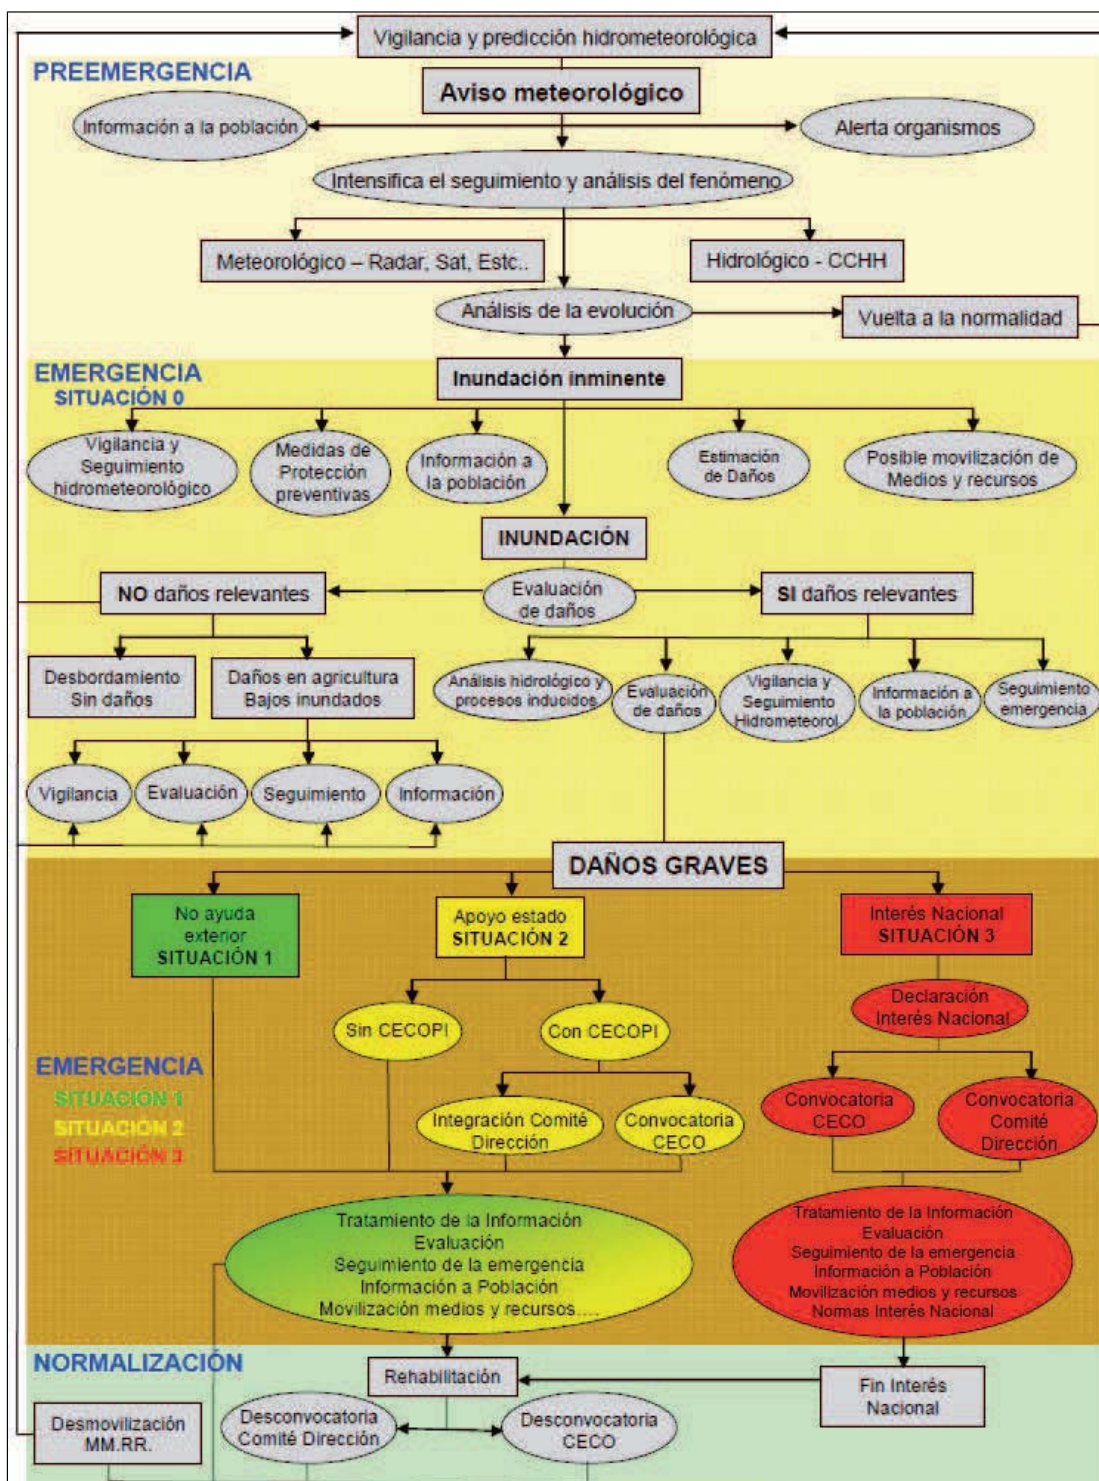 Vigilancia y predicción hidrometeorológica
PREEMERGENCIA
Aviso meteorológico
Información a la población
Alerta organismos
Intensifica el seguimiento y análisis del fenómeno
Meteorológico – Radar, Sat, Estc..
Hidrológico - CCHH
Análisis de la evolución
Vuelta a la normalidad
EMERGENCIA
SITUACIÓN 0
Inundación inminente
Vigilancia y
Seguimiento
hidrometeorológico
Medidas de
Protección
preventivas
Información a
la población
Estimación
de Daños
Posible movilización de
Medios y recursos
INUNDACIÓN
NO daños relevantes
Evaluación
de daños
SI daños relevantes
Desbordamiento
Sin daños
Daños en agricultura
Bajos inundados
Análisis hidrológico y
procesos inducidos
Evaluación
de daños
Vigilancia y
Seguimiento
Hidrometeorol.
Información a
la población
Seguimiento
emergencia
Vigilancia
Evaluación
Seguimiento
Información
DAÑOS GRAVES
No ayuda
exterior
SITUACIÓN 1
Apoyo estado
SITUACIÓN 2
Interés Nacional
SITUACIÓN 3
Declaración
Interés Nacional
Sin CECOPI
Con CECOPI
EMERGENCIA
SITUACIÓN 1
SITUACIÓN 2
SITUACIÓN 3
Integración Comité
Dirección
Convocatoria
CECO
Convocatoria
CECO
Convocatoria
Comité
Dirección
Tratamiento de la Información
Evaluación
Seguimiento de la emergencia
Información a Población
Movilización medios y recursos....
Tratamiento de la Información
Evaluación
Seguimiento de la emergencia
Información a Población
Movilización medios y recursos
Normas Interés Nacional
NORMALIZACIÓN
Rehabilitación
Fin Interés
Nacional
Desmovilización
MM.RR.
Desconvocatoria
Comité Dirección
Desconvocatoria
CECO